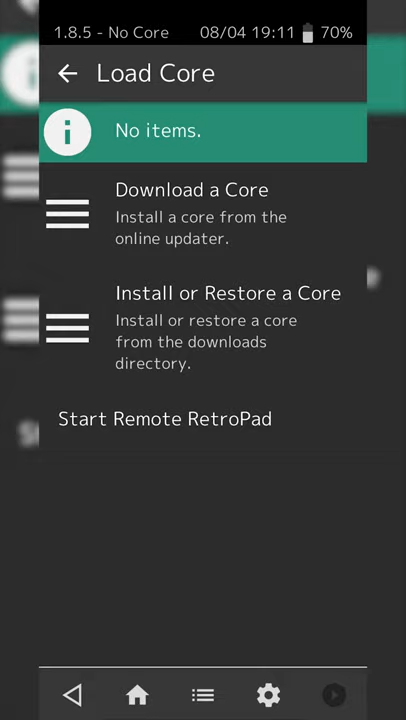 1.8.5 - No Core 08/04 19:11 70%
Load Core
No items.
Download a Core
Install a core from the
online updater.
Install or Restore a Core
Install or restore a core
from the downloads
directory.
Start Remote RetroPad